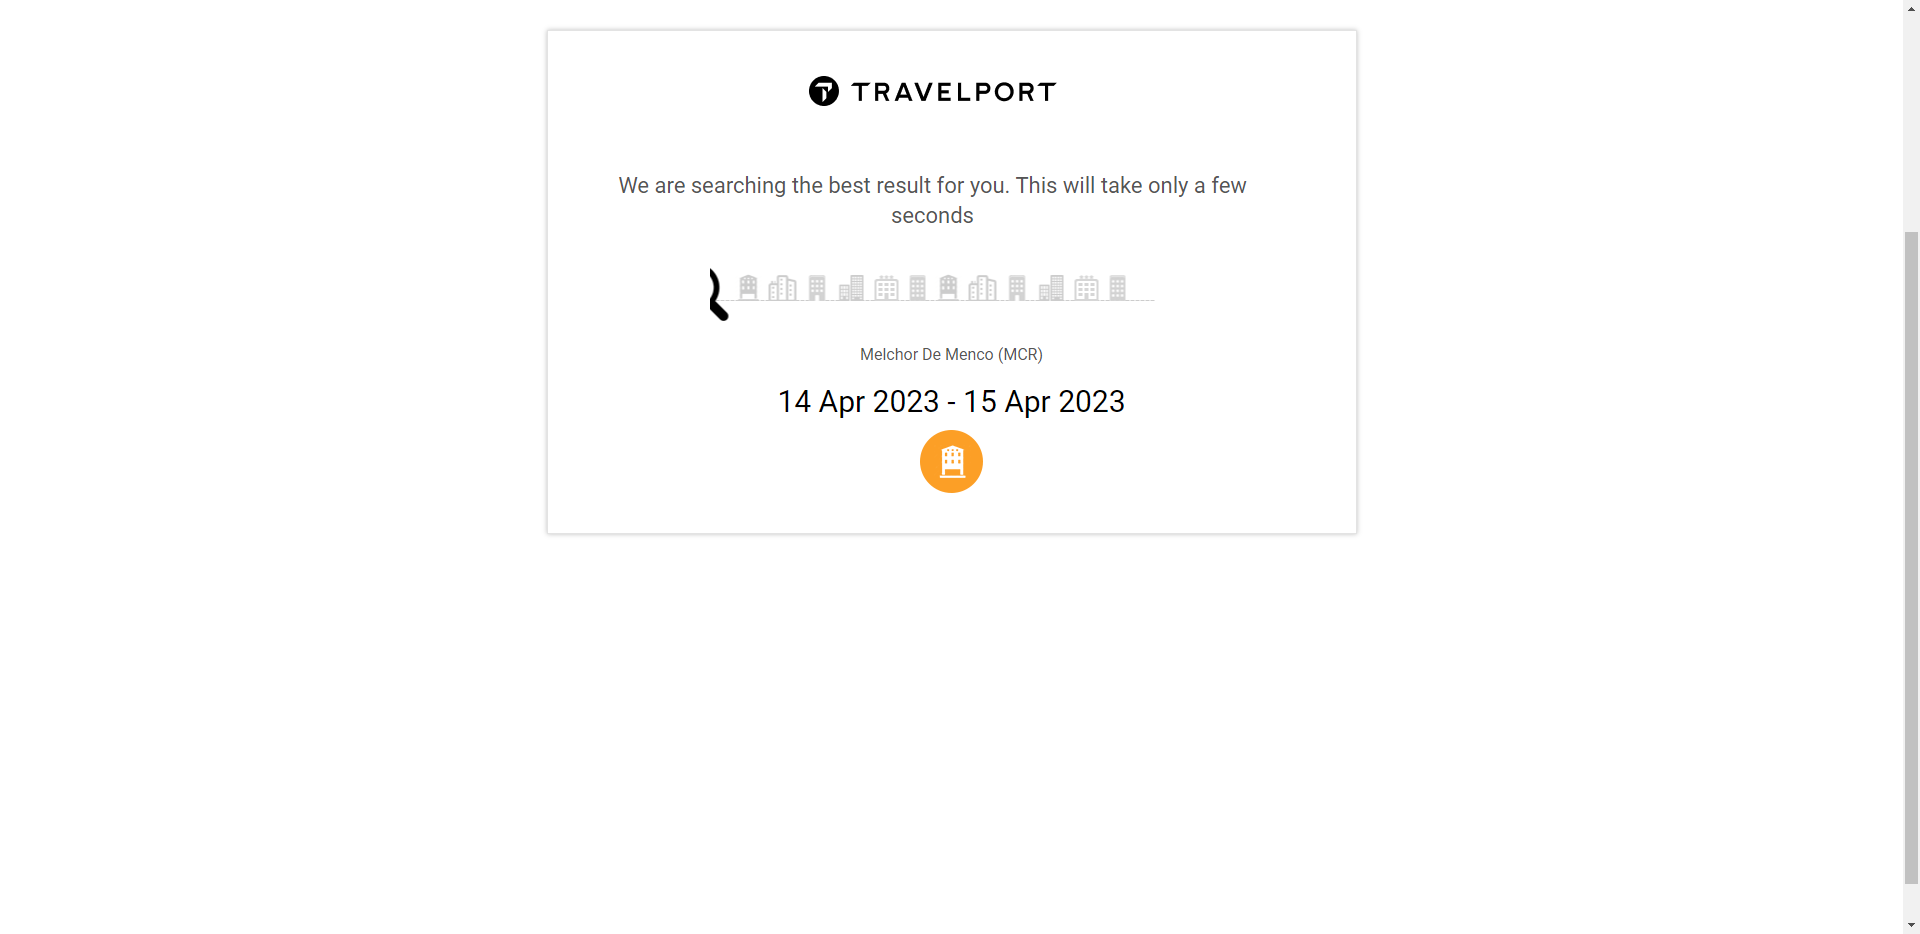 TRAVELPORT
We are searching the best result for you. This will take only a few
seconds
Melchor De Menco (MCR)
14 Apr 2023 - 15 Apr 2023